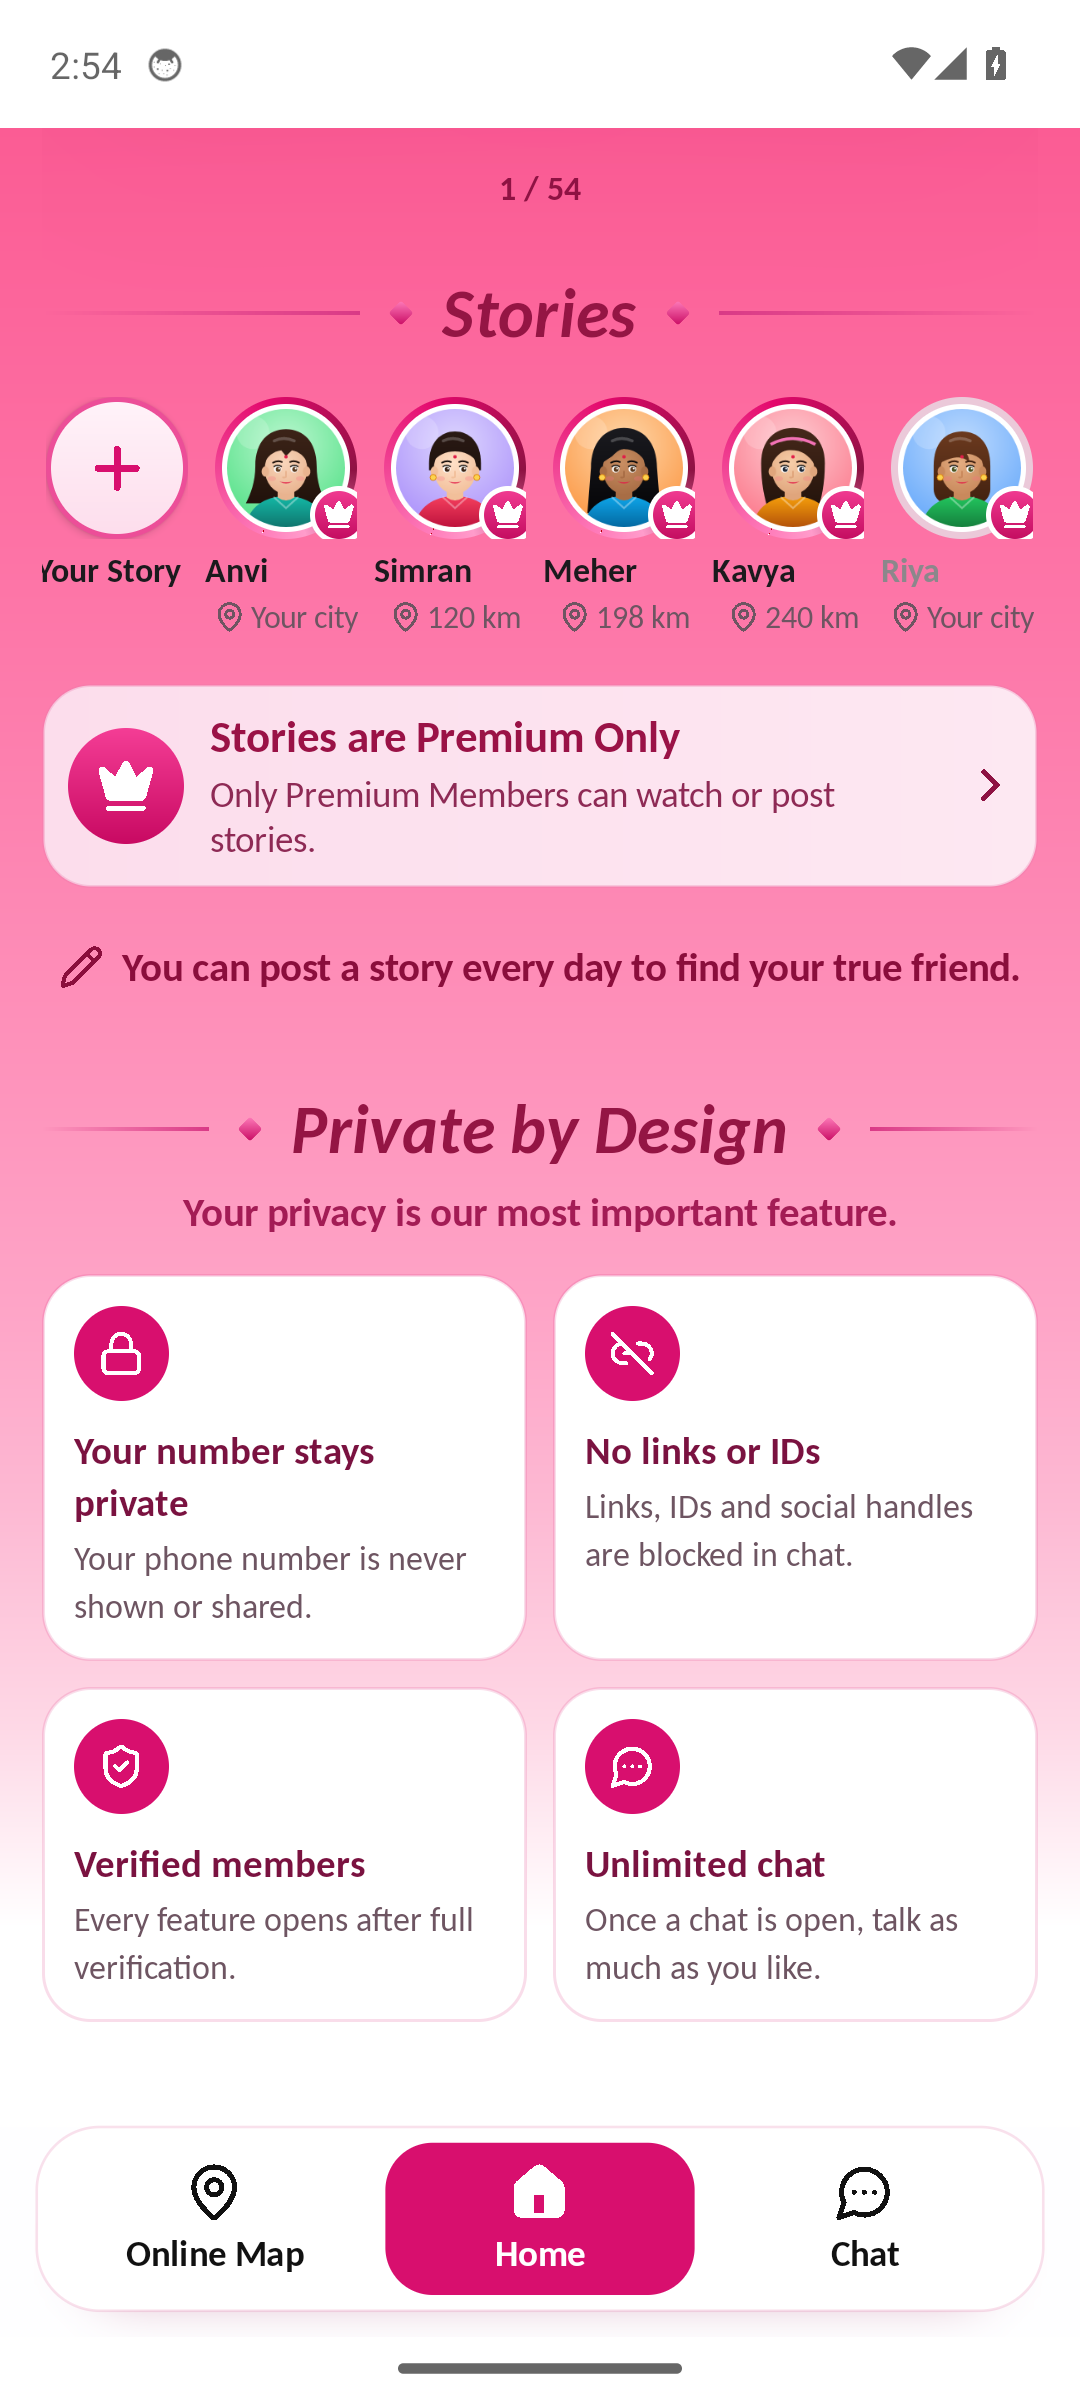 2:54
1 / 54
Stories
Your Story
Anvi
Simran
Meher
Kavya
Riya
Your city
120 km
198 km
240 km
Your city
Stories are Premium Only
Only Premium Members can watch or post
stories.
You can post a story every day to find your true friend.
Private by Design
Your privacy is our most important feature.
Your number stays
private
Your phone number is never
shown or shared.
No links or IDs
Links, IDs and social handles
are blocked in chat.
Verified members
Every feature opens after full
verification.
Unlimited chat
Once a chat is open, talk as
much as you like.
Online Map
Home
Chat